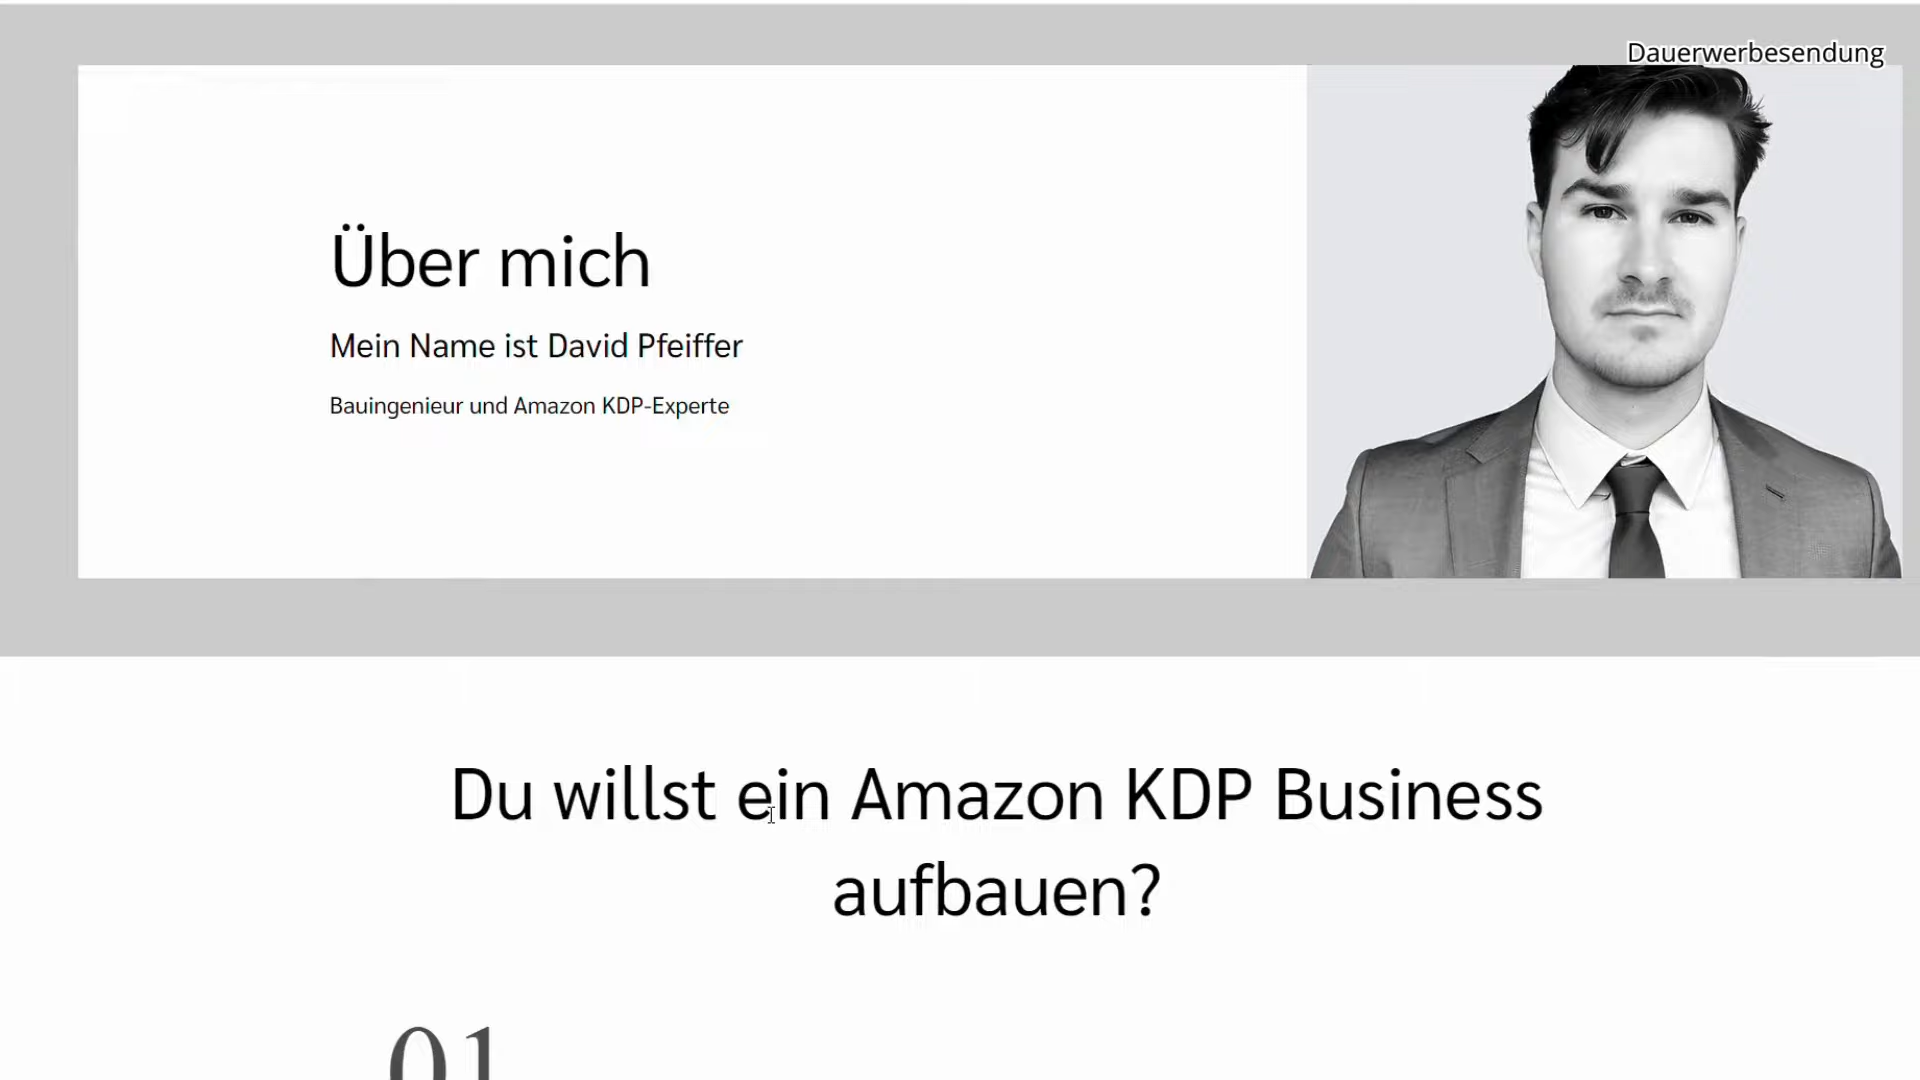 Dauerwerbesendung
Über mich
Mein Name ist David Pfeiffer
Bauingenieur und Amazon KDP-Experte
Du willst ein Amazon KDP Business
aufbauen?
01